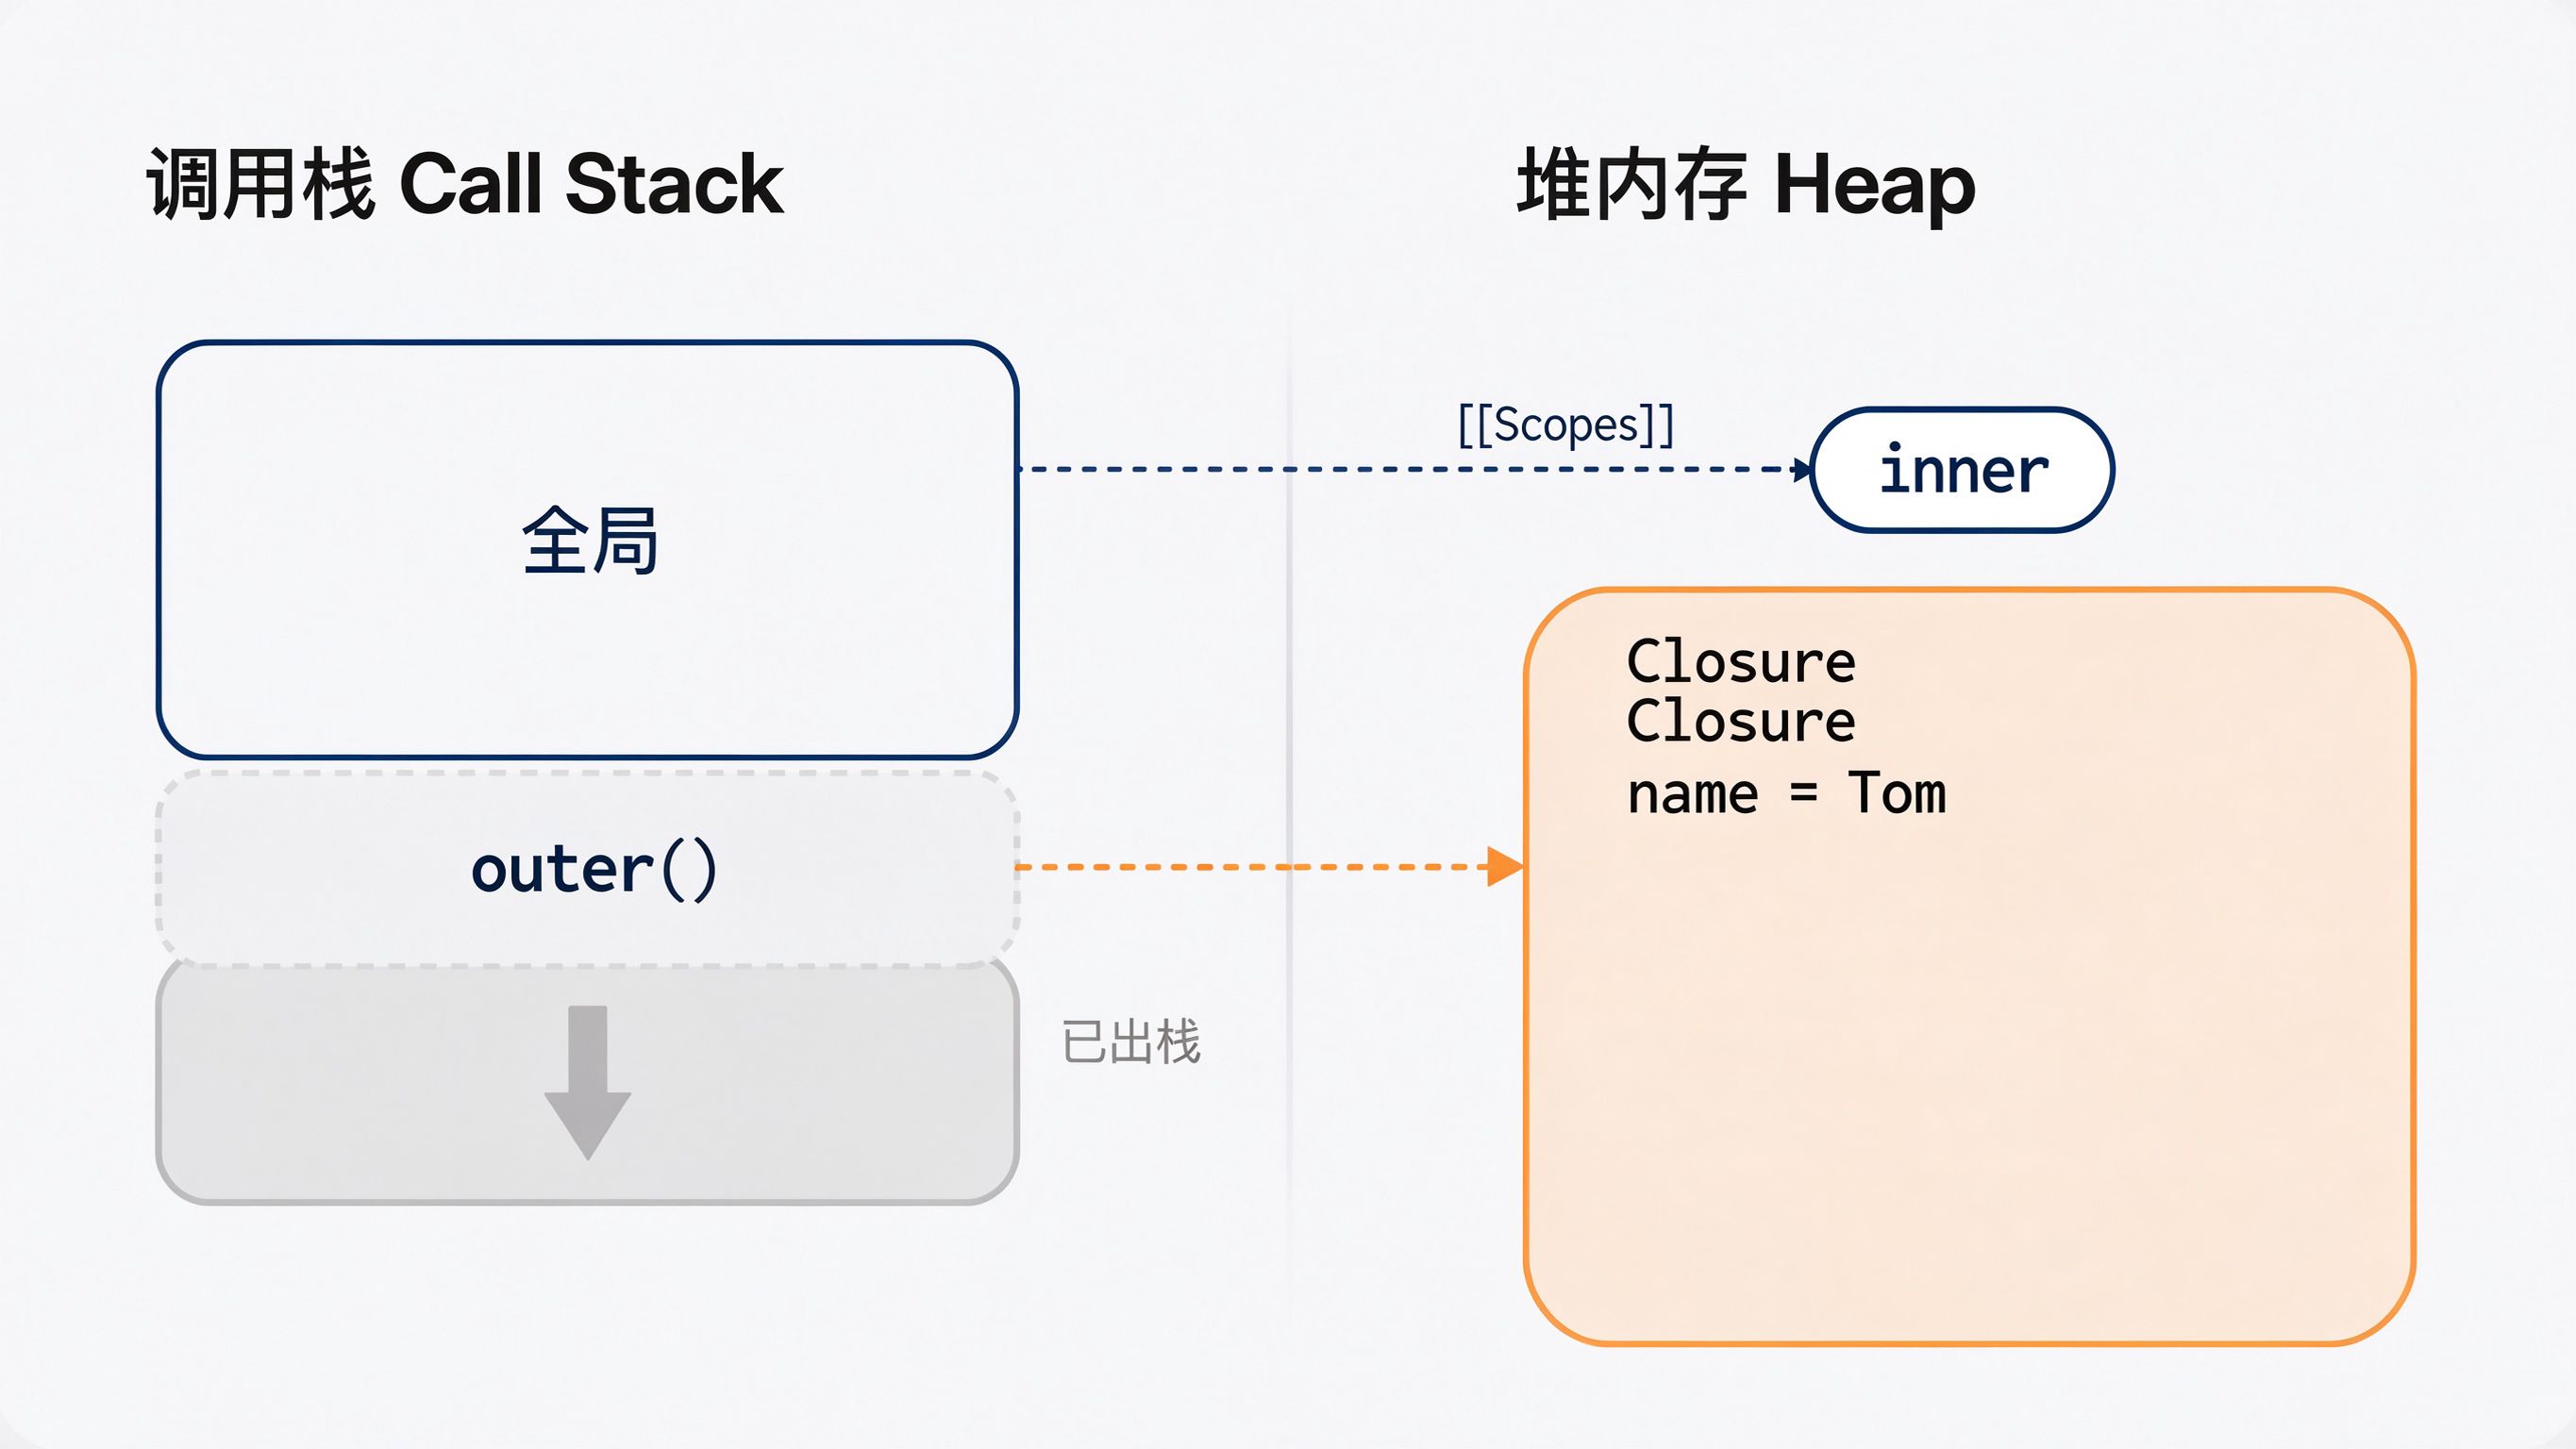 调用栈 Call Stack
堆内存 Heap
全局
[[Scopes]]
inner
outer()
已出栈
Closure
Closure
name = Tom